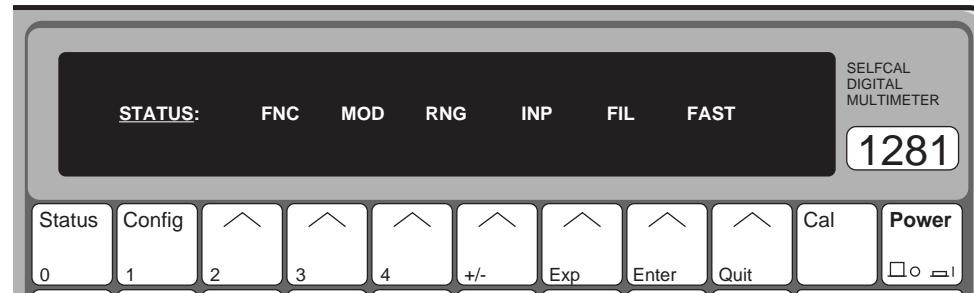 SELFCAL
DIGITAL
MULTIMETER
STATUS: FNC MOD RNG INP FIL FAST
1281
Status Config Cal Power
0 1 2 3 4 +/- Exp Enter Quit